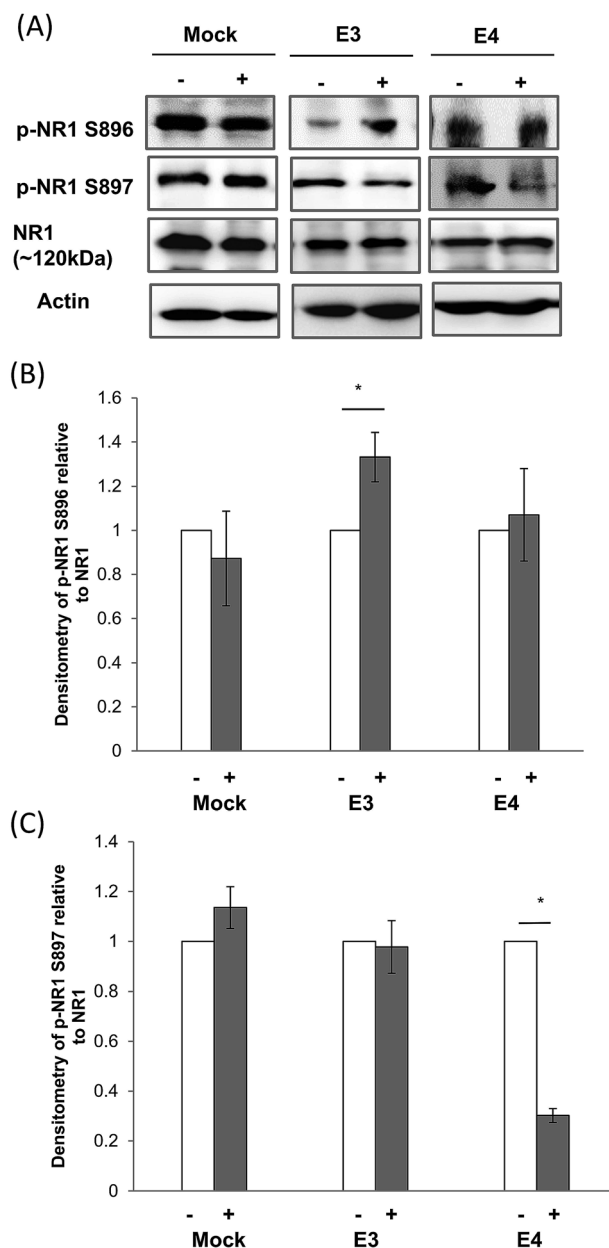 (A)
Mock E3 E4
- + - + - +
p-NR1 S896
p-NR1 S897
NR1
(~120kDa)
Actin
(B)
Densitometry of p-NR1 S896 relative
to NR1
1.6
1.4
1.2
1
0.8
0.6
0.4
0.2
0
*
- + - + - +
Mock E3 E4
(C)
Densitometry of p-NR1 S897 relative
to NR1
1.4
1.2
1
0.8
0.6
0.4
0.2
0
*
- + - + - +
Mock E3 E4